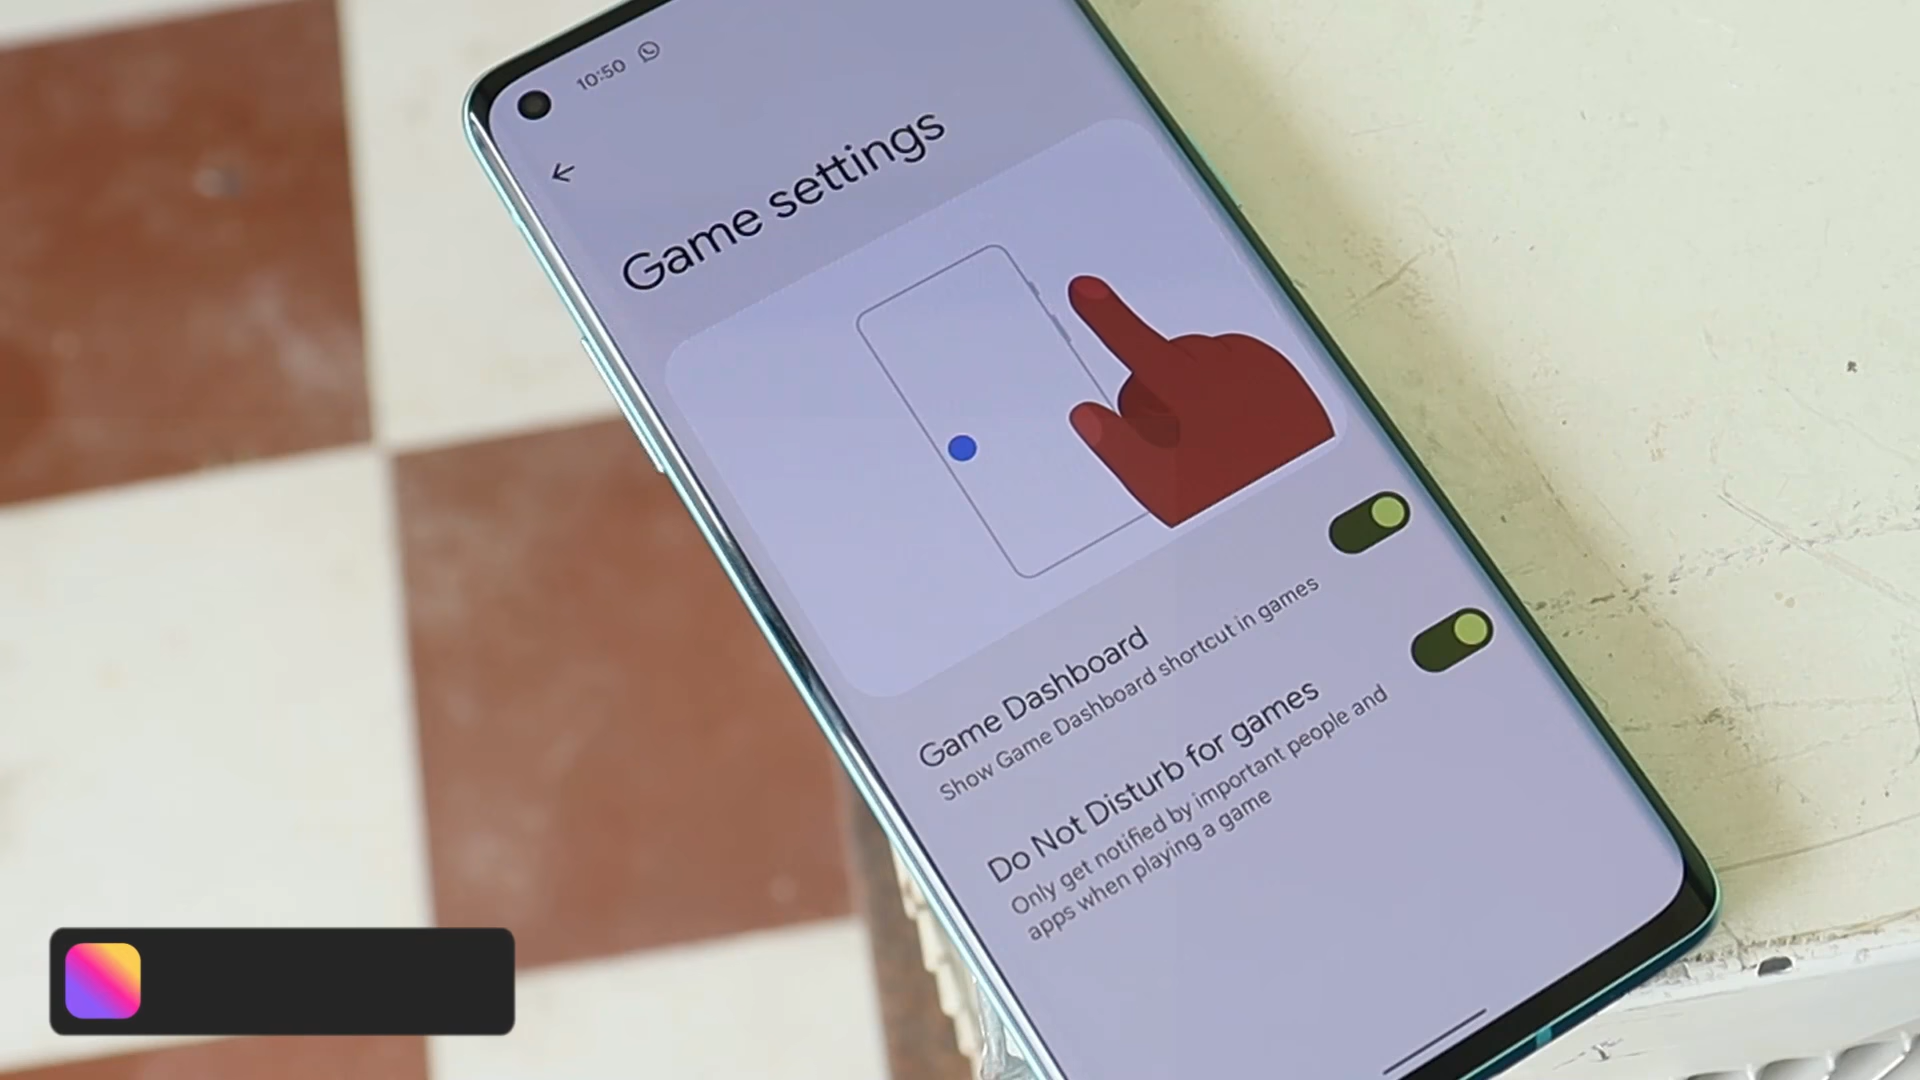 10:50
Game settings
Game Dashboard
Show Game Dashboard shortcut in games
Do Not Disturb for games
Only get notified by important people and
apps when playing a game